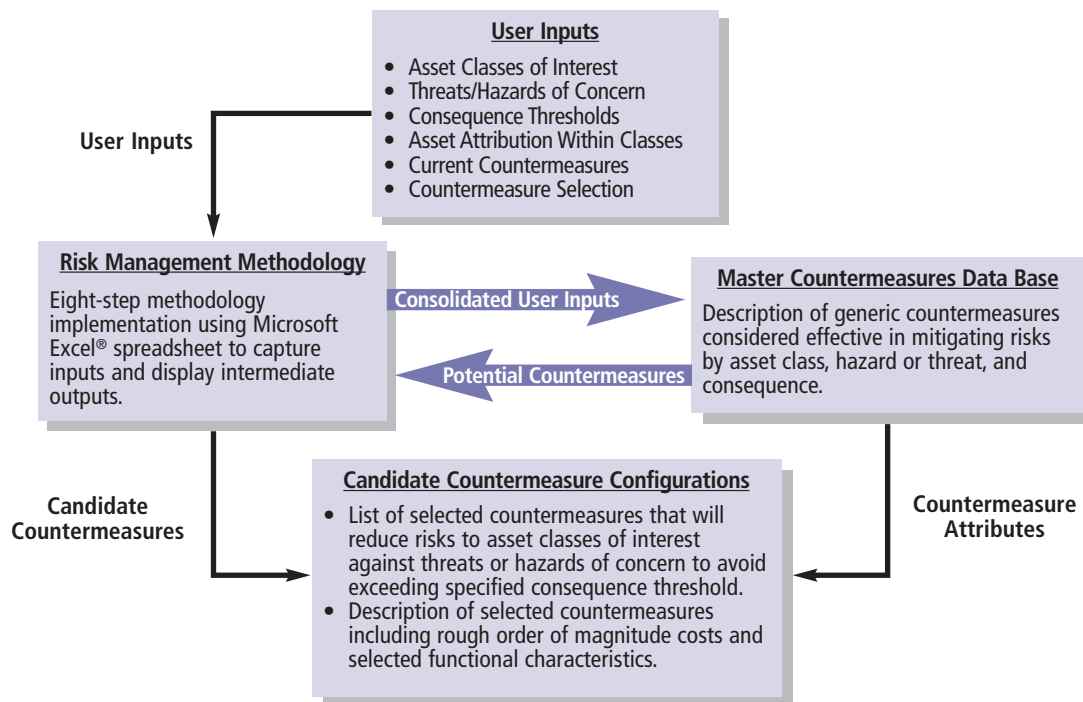 User Inputs
• Asset Classes of Interest
• Threats/Hazards of Concern
• Consequence Thresholds
• Asset Attribution Within Classes
• Current Countermeasures
• Countermeasure Selection
User Inputs
Risk Management Methodology
Eight-step methodology
implementation using Microsoft
Excel® spreadsheet to capture
inputs and display intermediate
outputs.
Consolidated User Inputs
Potential Countermeasures
Master Countermeasures Data Base
Description of generic countermeasures
considered effective in mitigating risks
by asset class, hazard or threat, and
consequence.
Candidate
Countermeasures
Candidate Countermeasure Configurations
• List of selected countermeasures that will
reduce risks to asset classes of interest
against threats or hazards of concern to avoid
exceeding specified consequence threshold.
• Description of selected countermeasures
including rough order of magnitude costs and
selected functional characteristics.
Countermeasure
Attributes